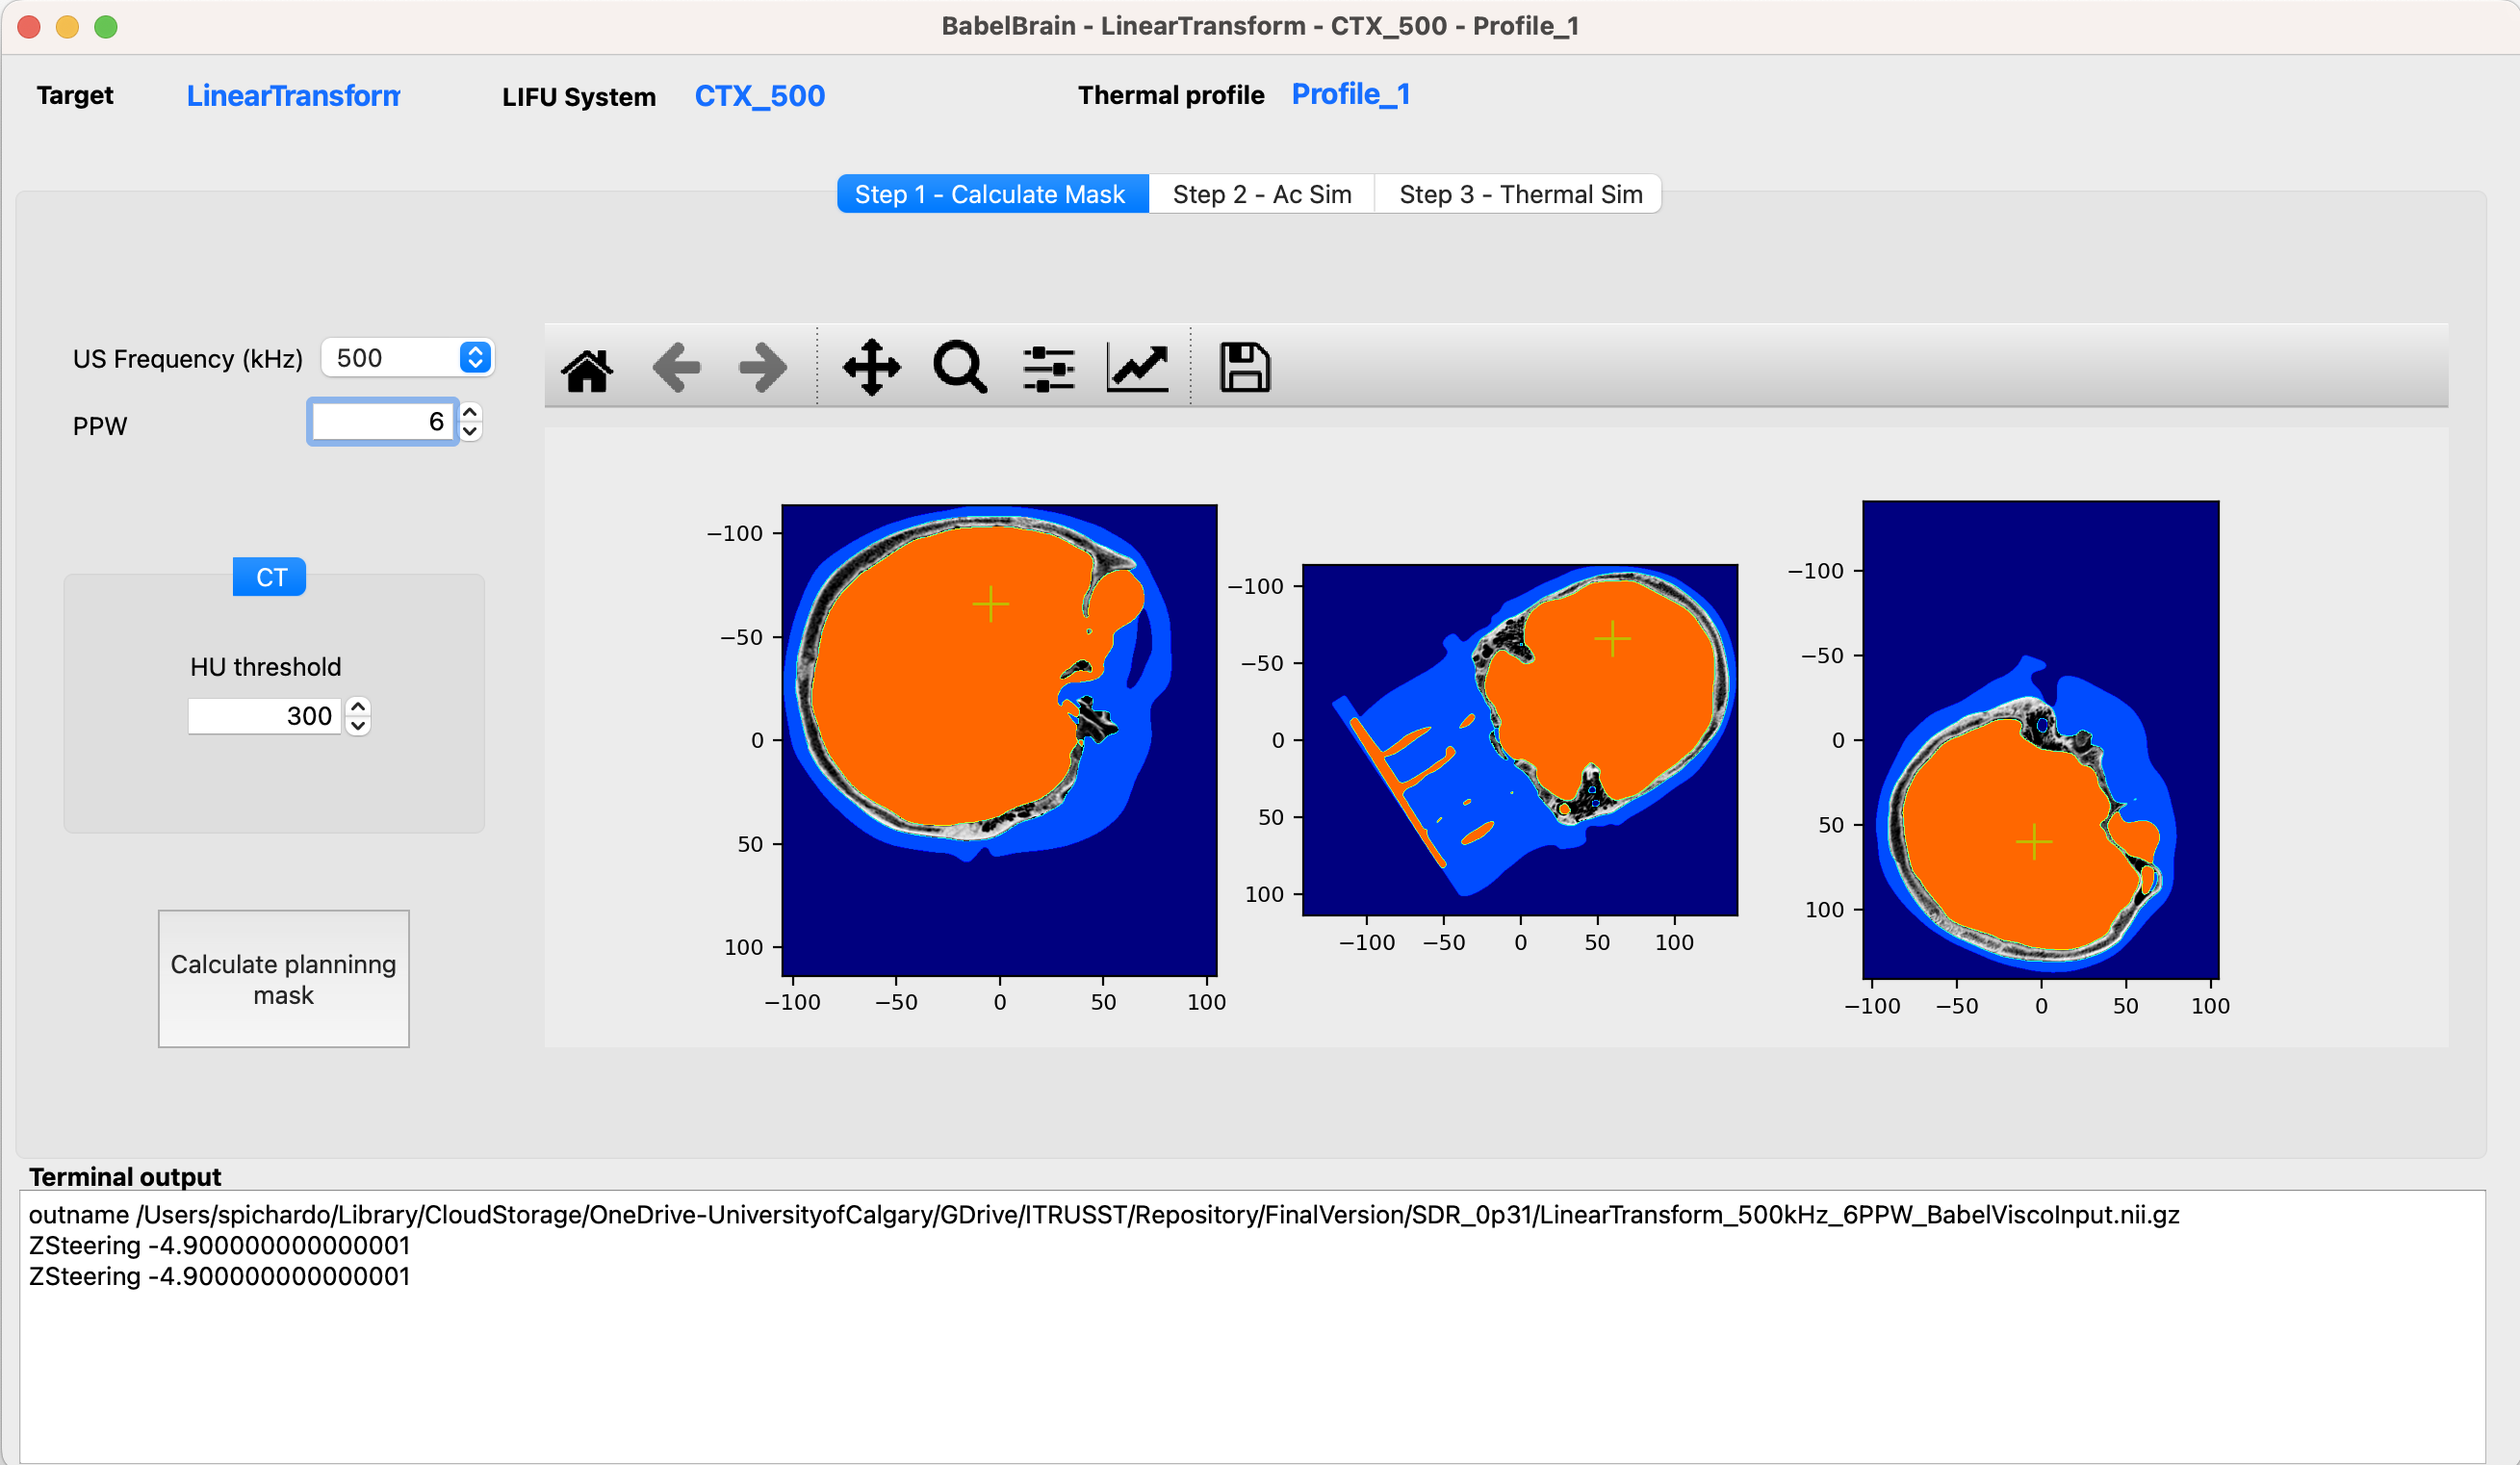 BabelBrain - LinearTransform - CTX_500 - Profile_1
Target LinearTransform LIFU System CTX_500 Thermal profile Profile_1
Step 1 - Calculate Mask Step 2 - Ac Sim Step 3 - Thermal Sim
US Frequency (kHz) 500
PPW 6
CT
HU threshold
300
Calculate planninng
mask
−100
−50
0
50
100
−100 −50 0 50 100
−100
−50
0
50
100
−100 −50 0 50 100
−100
−50
0
50
100
−100 −50 0 50 100
Terminal output
outname /Users/spichardo/Library/CloudStorage/OneDrive-UniversityofCalgary/GDrive/ITRUSST/Repository/FinalVersion/SDR_0p31/LinearTransform_500kHz_6PPW_BabelViscoInput.nii.gz
ZSteering -4.900000000000001
ZSteering -4.900000000000001